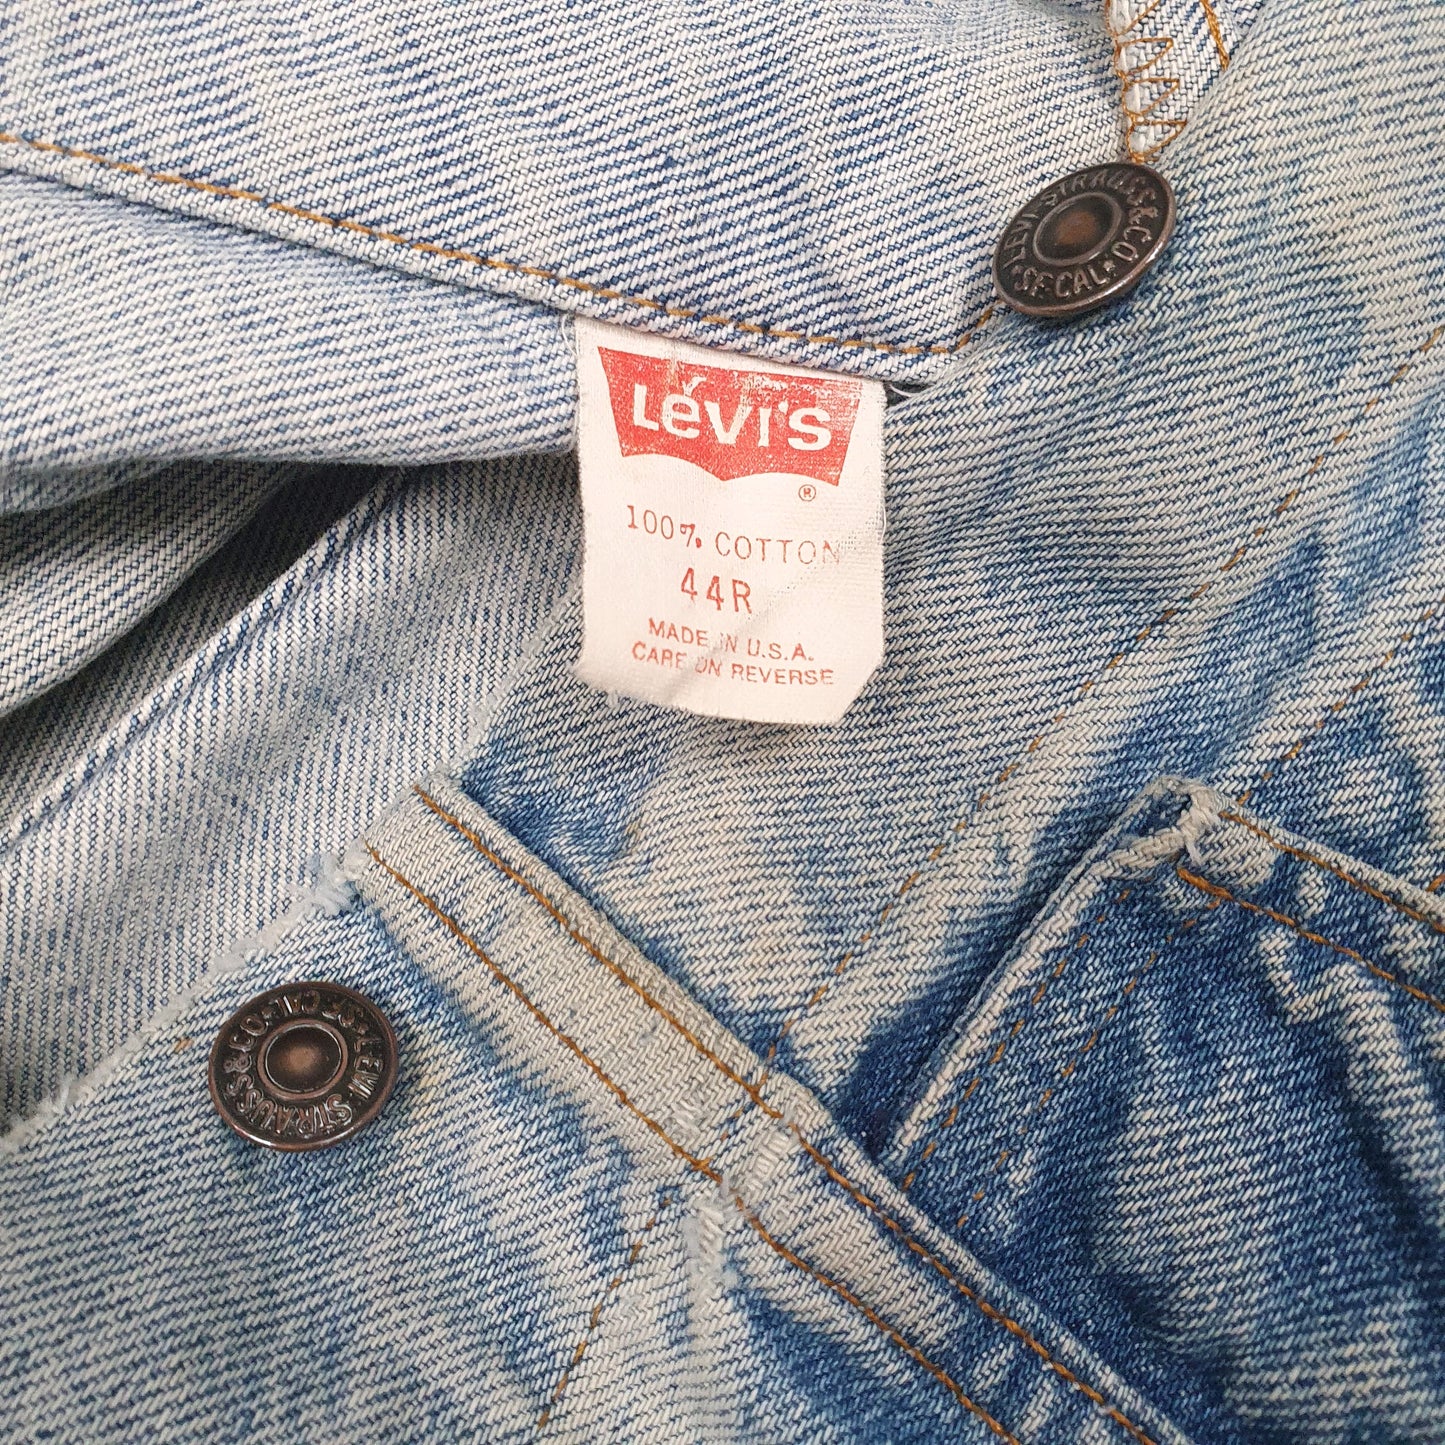 LEVI STRAUSS & CO
S.F. CAL
Levi's
®
100% COTTON
44R
MADE IN U.S.A.
CARE ON REVERSE
LEVI STRAUSS & CO
S.F. CAL